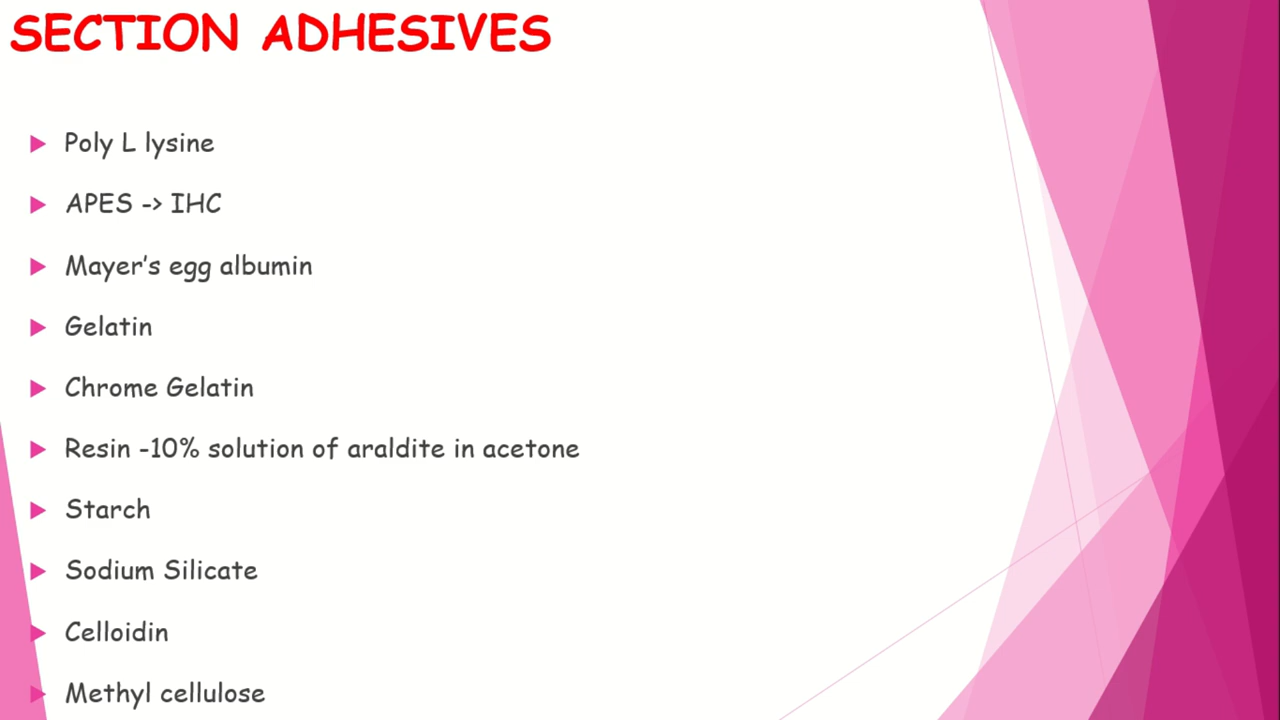 SECTION ADHESIVES
Poly L lysine
APES -> IHC
Mayer’s egg albumin
Gelatin
Chrome Gelatin
Resin -10% solution of araldite in acetone
Starch
Sodium Silicate
Celloidin
Methyl cellulose